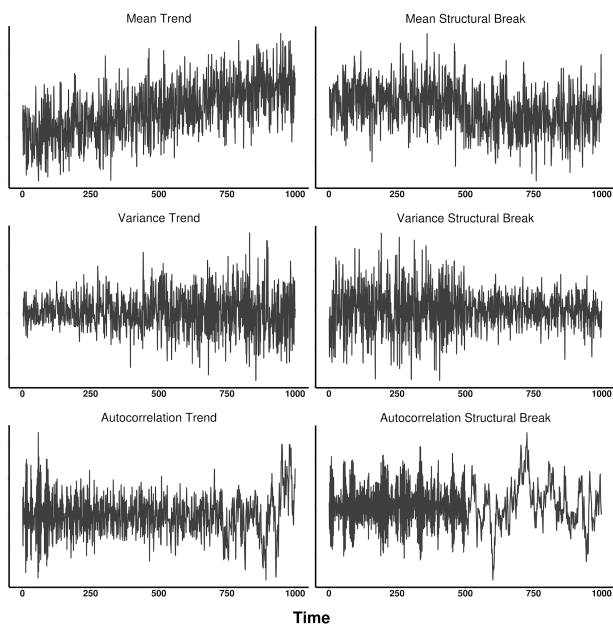 Mean Trend
Mean Structural Break
0 250 500 750 1000
0 250 500 750 1000
Variance Trend
Variance Structural Break
0 250 500 750 1000
0 250 500 750 1000
Autocorrelation Trend
Autocorrelation Structural Break
0 250 500 750 1000
0 250 500 750 1000
Time